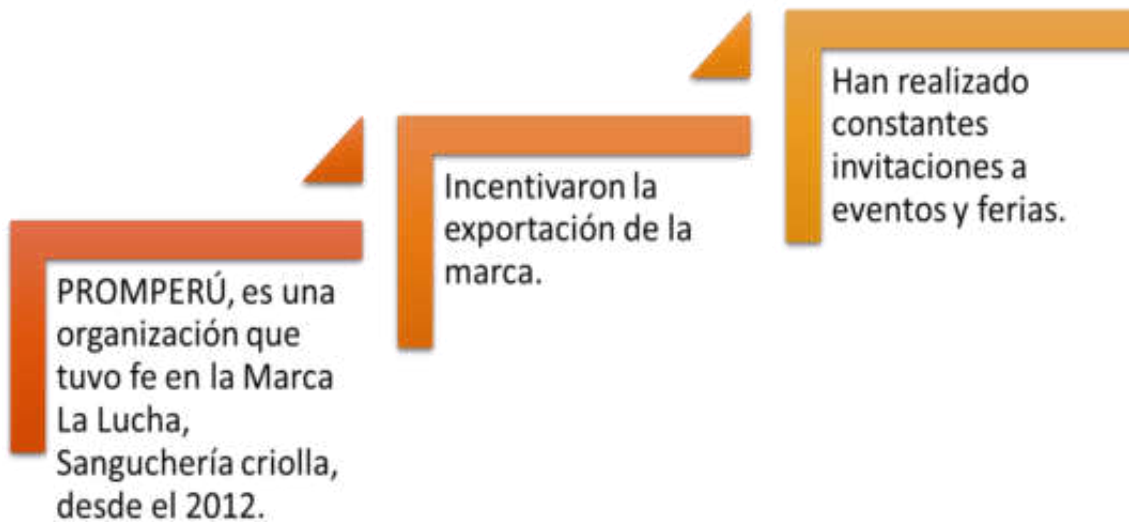 PROMPERÚ, es una
organización que
tuvo fe en la Marca
La Lucha,
Sanguchería criolla,
desde el 2012.
Incentivaron la
exportación de la
marca.
Han realizado
constantes
invitaciones a
eventos y ferias.